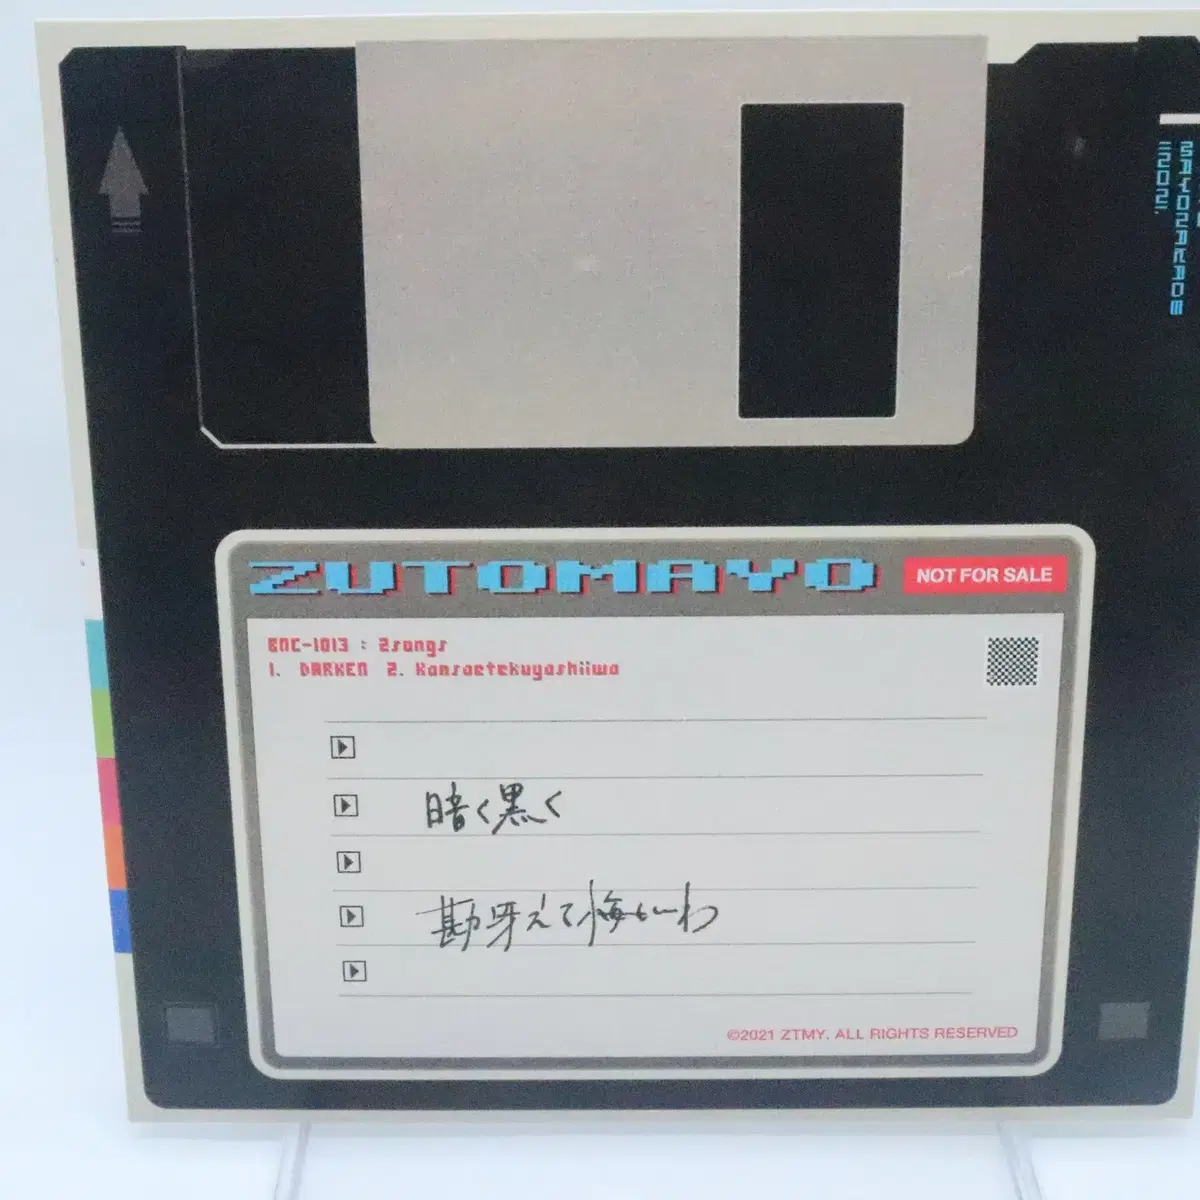 ZUTOMAYO
NOT FOR SALE
ENC-1013 : 2songs
1. DARKEN 2. Kansaetekuyashiiwa
暗く黒く
勘冴えて悔しいわ
©2021 ZTMY. ALL RIGHTS RESERVED